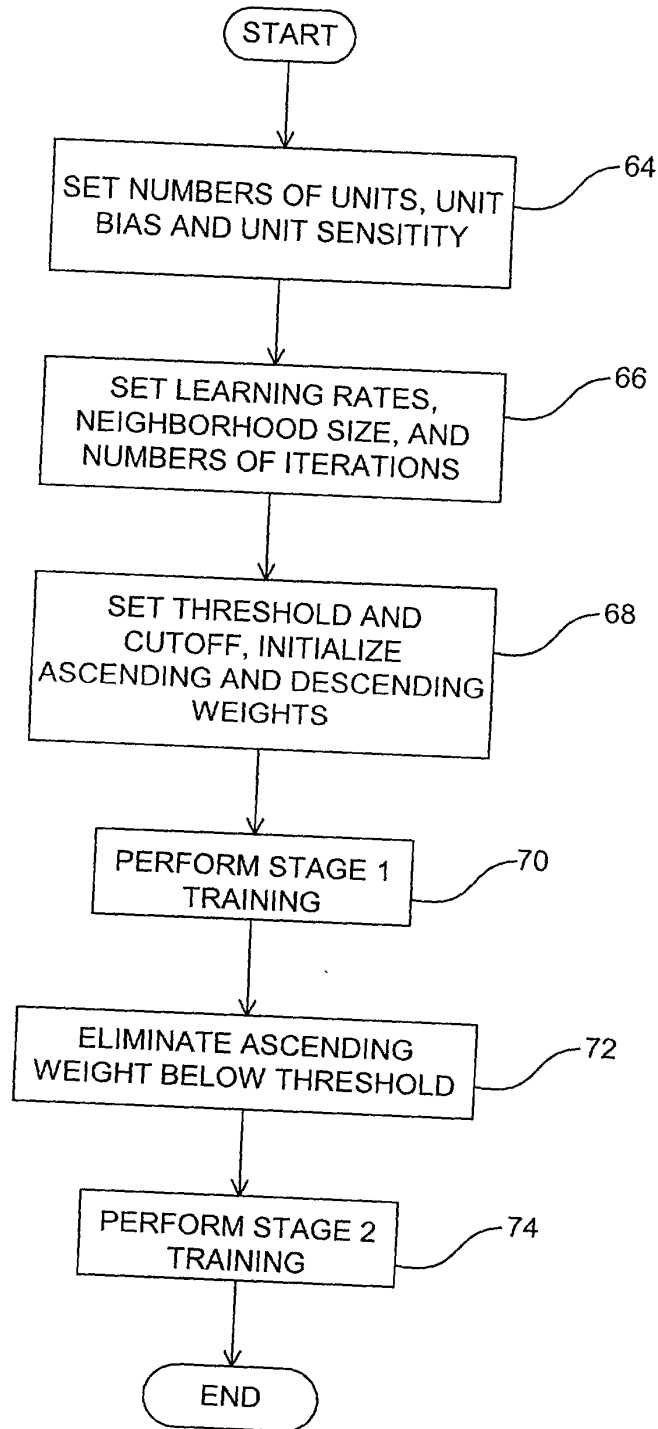 START
SET NUMBERS OF UNITS, UNIT
BIAS AND UNIT SENSITITY
64
SET LEARNING RATES,
NEIGHBORHOOD SIZE, AND
NUMBERS OF ITERATIONS
66
SET THRESHOLD AND
CUTOFF, INITIALIZE
ASCENDING AND DESCENDING
WEIGHTS
68
PERFORM STAGE 1
TRAINING
70
ELIMINATE ASCENDING
WEIGHT BELOW THRESHOLD
72
PERFORM STAGE 2
TRAINING
74
END